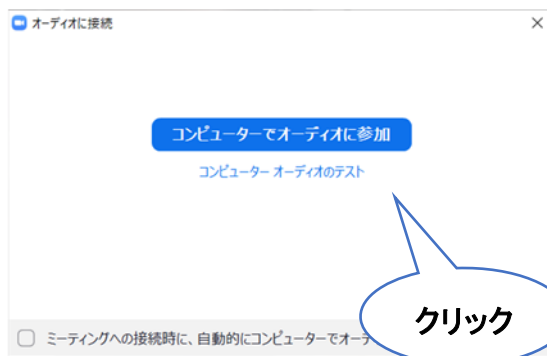 オーディオに接続
コンピューターでオーディオに参加
コンピューター オーディオのテスト
クリック
ミーティングへの接続時に、自動的にコンピューターでオーデ